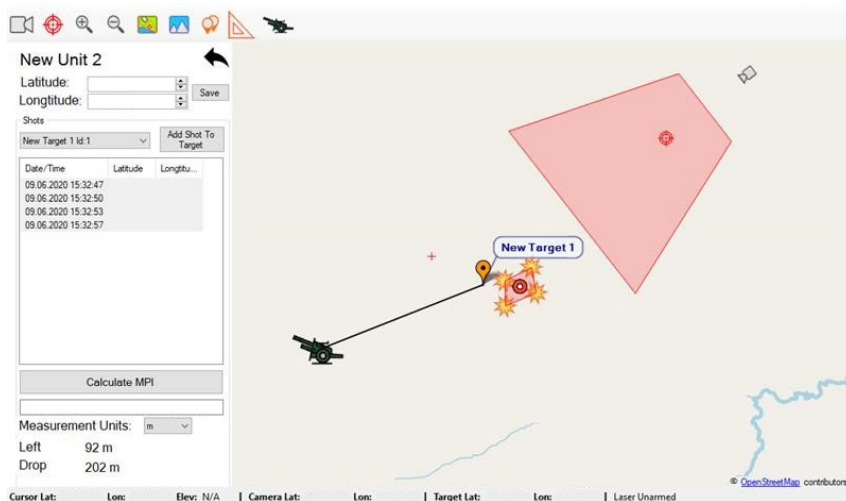 New Unit 2
Latitude:
Longtitude:
Save
Shots
New Target 1 Id:1
Add Shot To
Target
Date/Time Latitude Longtitu...
09.06.2020 15:32:47
09.06.2020 15:32:50
09.06.2020 15:32:53
09.06.2020 15:32:57
Calculate MPI
Measurement Units: m
Left 92 m
Drop 202 m
New Target 1
© OpenStreetMap contributors
Cursor Lat: Lon: Elev: N/A | Camera Lat: Lon: | Target Lat: Lon: | Laser Unarmed